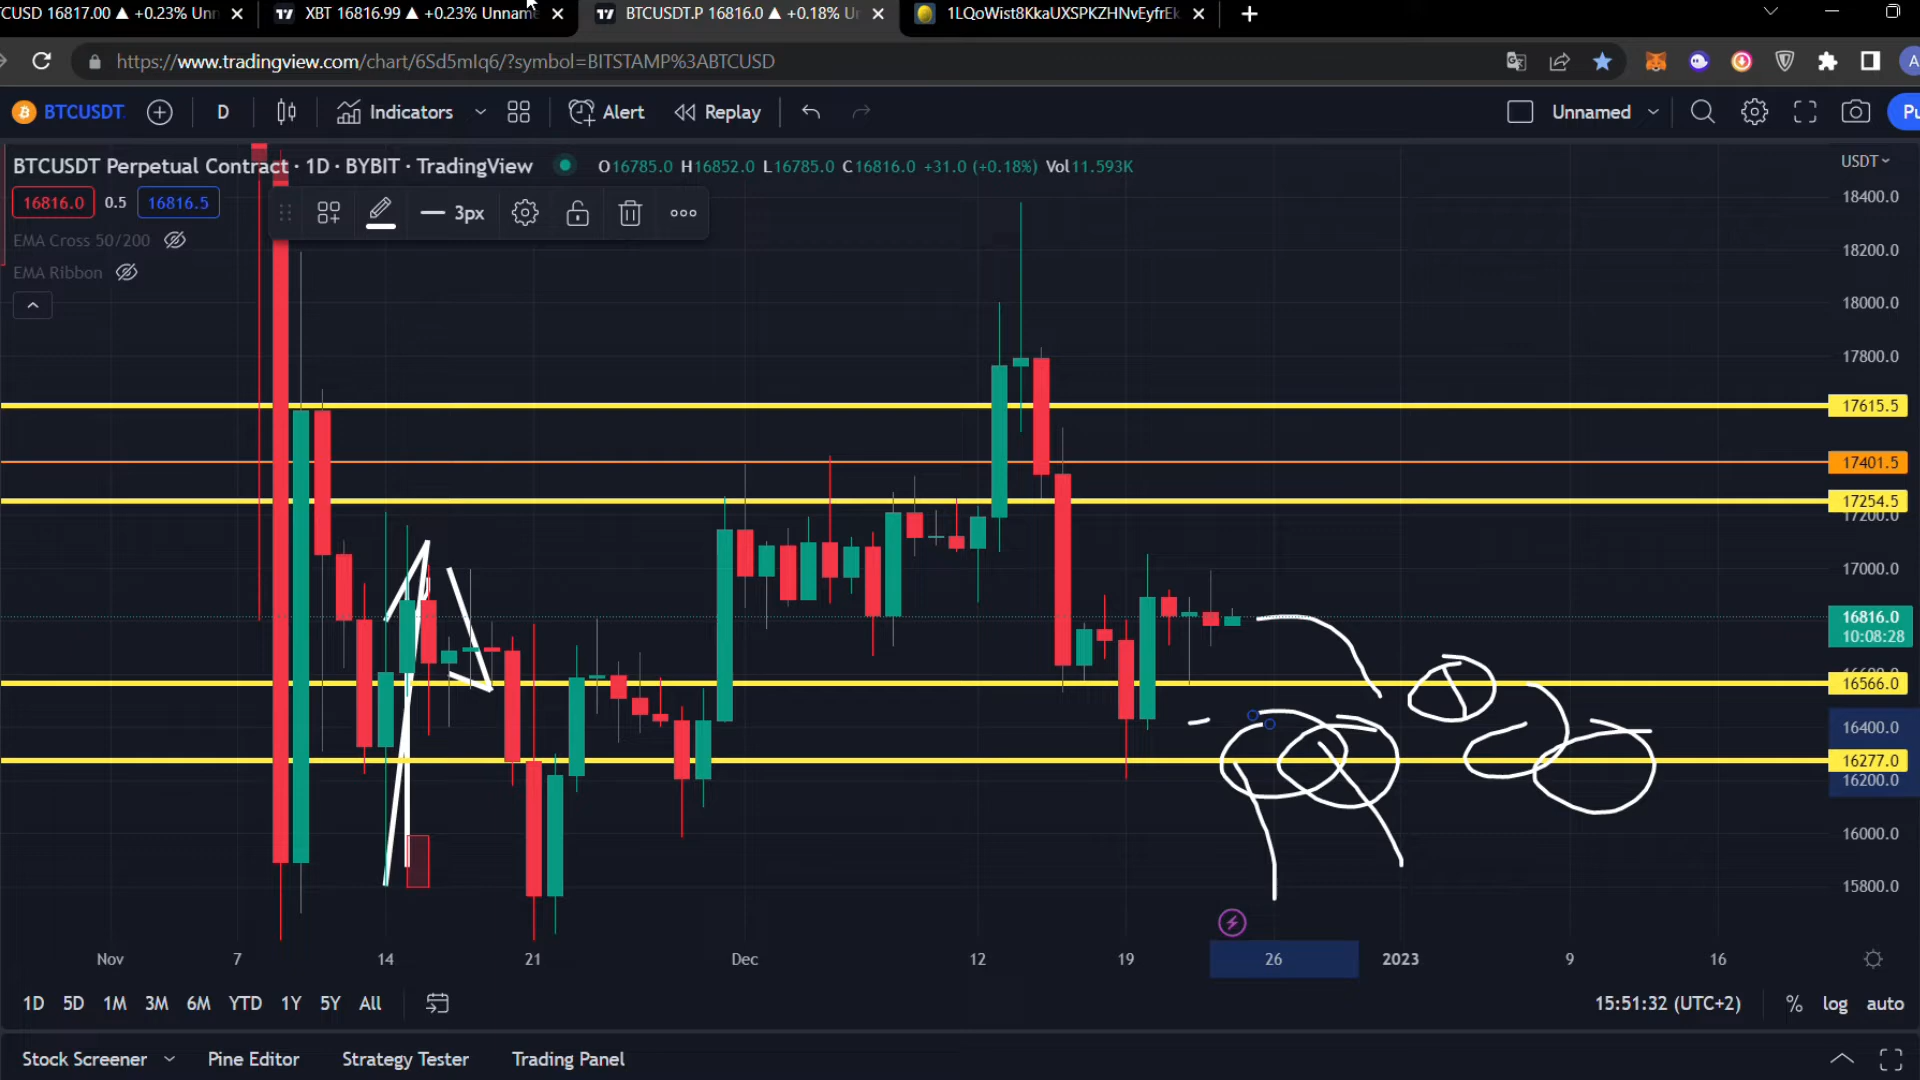 CUSD 16817.00 ▲ +0.23% Unn
XBT 16816.99 ▲ +0.23% Unname
BTCUSDT.P 16816.0 ▲ +0.18% U
1LQoWist8KkaUXSPKZHNvEyfrEk
https://www.tradingview.com/chart/6Sd5mlq6/?symbol=BITSTAMP%3ABTCUSD
BTCUSDT
D
Indicators
Alert
Replay
Unnamed
Pu
BTCUSDT Perpetual Contract · 1D · BYBIT · TradingView
O16785.0 H16852.0 L16785.0 C16816.0 +31.0 (+0.18%) Vol11.593K
USDT
16816.0
0.5
16816.5
3px
EMA Cross 50/200
EMA Ribbon
18400.0
18200.0
18000.0
17800.0
17615.5
17401.5
17254.5
17200.0
17000.0
16816.0
10:08:28
16566.0
16400.0
16277.0
16200.0
16000.0
15800.0
Nov
7
14
21
Dec
12
19
26
2023
9
16
1D
5D
1M
3M
6M
YTD
1Y
5Y
All
15:51:32 (UTC+2)
%
log
auto
Stock Screener
Pine Editor
Strategy Tester
Trading Panel